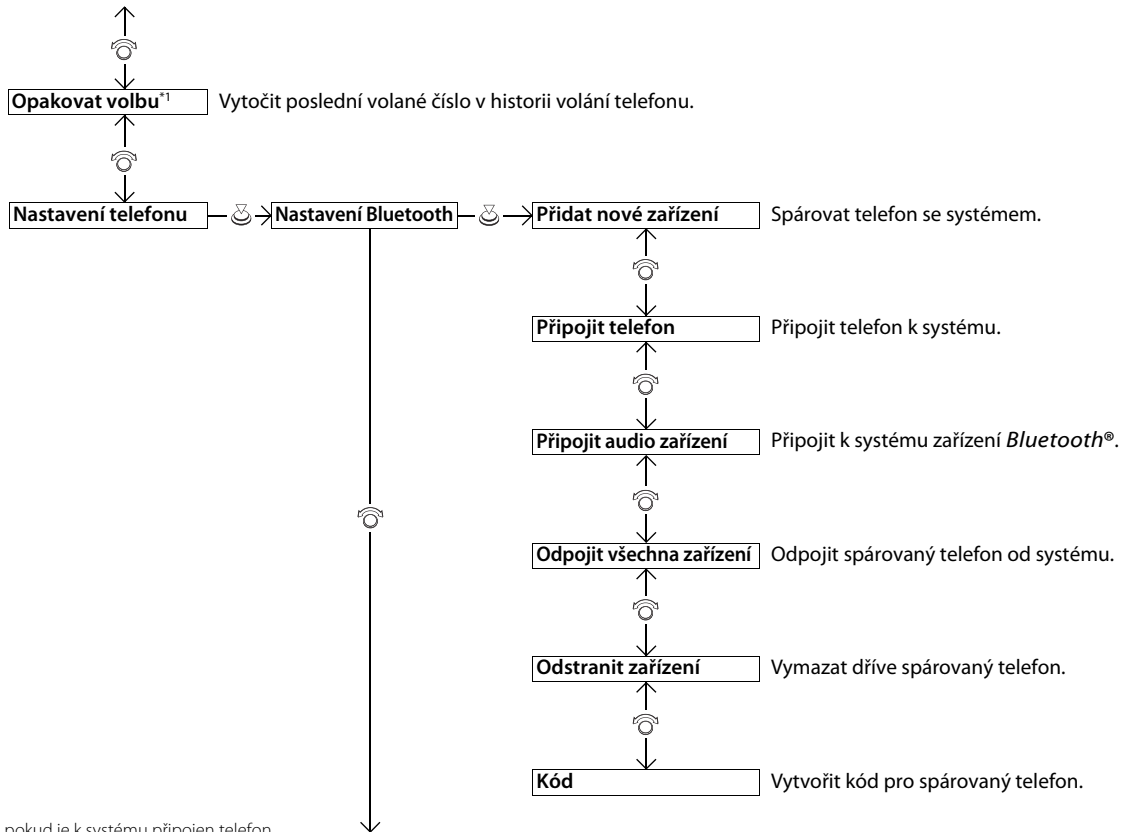 Opakovat volbu*1 Vytočit poslední volané číslo v historii volání telefonu.
Nastavení telefonu Nastavení Bluetooth Přidat nové zařízení Spárovat telefon se systémem.
Připojit telefon Připojit telefon k systému.
Připojit audio zařízení Připojit k systému zařízení Bluetooth®.
Odpojit všechna zařízení Odpojit spárovaný telefon od systému.
Odstranit zařízení Vymazat dříve spárovaný telefon.
Kód Vytvořit kód pro spárovaný telefon.
pokud je k systému připojen telefon